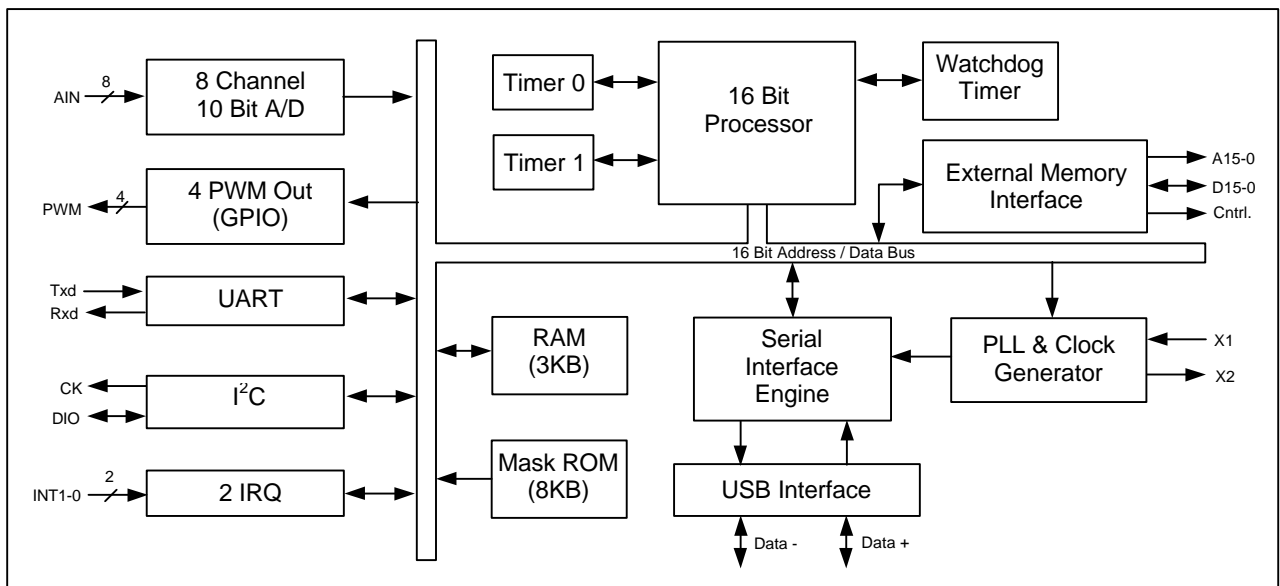 AIN
8
8 Channel
10 Bit A/D
PWM
4
4 PWM Out
(GPIO)
Txd
Rxd
UART
CK
DIO
I²C
INT1-0
2
2 IRQ
Timer 0
Timer 1
16 Bit
Processor
Watchdog
Timer
External Memory
Interface
A15-0
D15-0
Cntrl.
16 Bit Address / Data Bus
RAM
(3KB)
Mask ROM
(8KB)
Serial
Interface
Engine
PLL & Clock
Generator
X1
X2
USB Interface
Data -
Data +